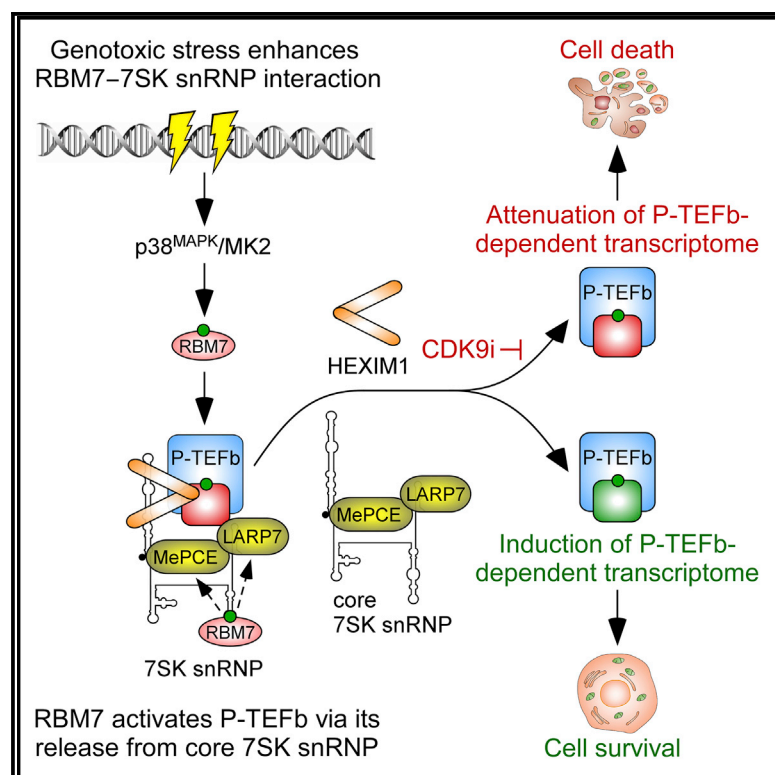 Genotoxic stress enhances
RBM7–7SK snRNP interaction
p38MAPK/MK2
RBM7
P-TEFb
MePCE
LARP7
RBM7
7SK snRNP
RBM7 activates P-TEFb via its
release from core 7SK snRNP
HEXIM1
CDK9i
MePCE
LARP7
core
7SK snRNP
Cell death
Attenuation of P-TEFb-
dependent transcriptome
P-TEFb
P-TEFb
Induction of P-TEFb-
dependent transcriptome
Cell survival